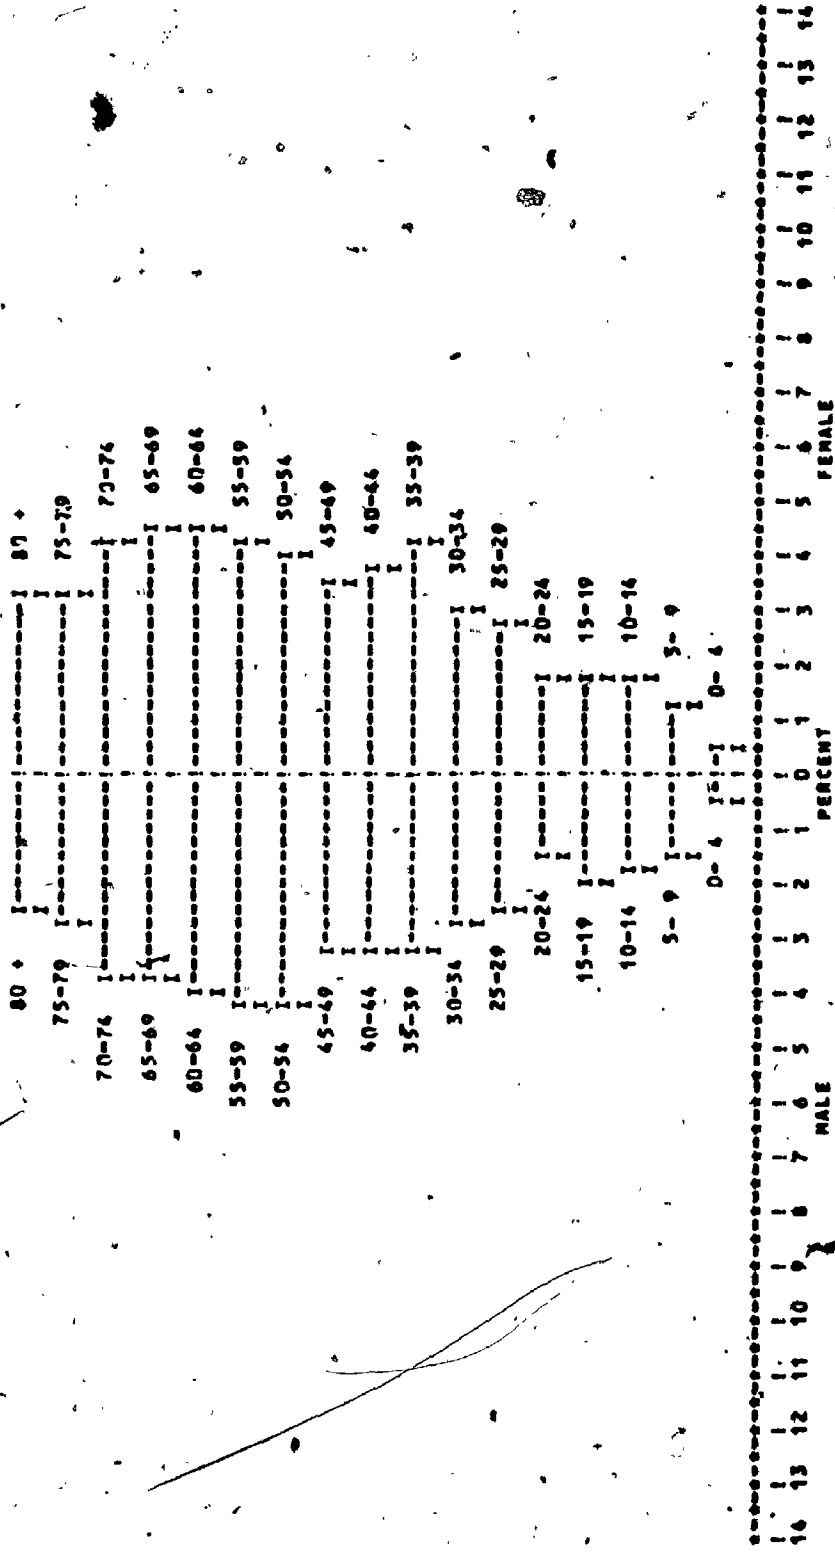 80 + I--------!--------I 80 +
75-79 I--------!--------I 75-79
70-74 I--------!--------I 70-74
65-69 I--------!--------I 65-69
60-64 I--------!--------I 60-64
55-59 I--------!--------I 55-59
50-54 I--------!--------I 50-54
45-49 I--------!--------I 45-49
40-44 I--------!--------I 40-44
35-39 I--------!--------I 35-39
30-34 I--------!--------I 30-34
25-29 I--------!--------I 25-29
20-24 I-----!-----I 20-24
15-19 I-----!-----I 15-19
10-14 I-----!-----I 10-14
5- 9 I-----!----I 5- 9
0- 4 I-!-I 0- 4
14 13 12 11 10 9 8 7 6 5 4 3 2 1 0 1 2 3 4 5 6 7 8 9 10 11 12 13 14
MALE PERCENT FEMALE